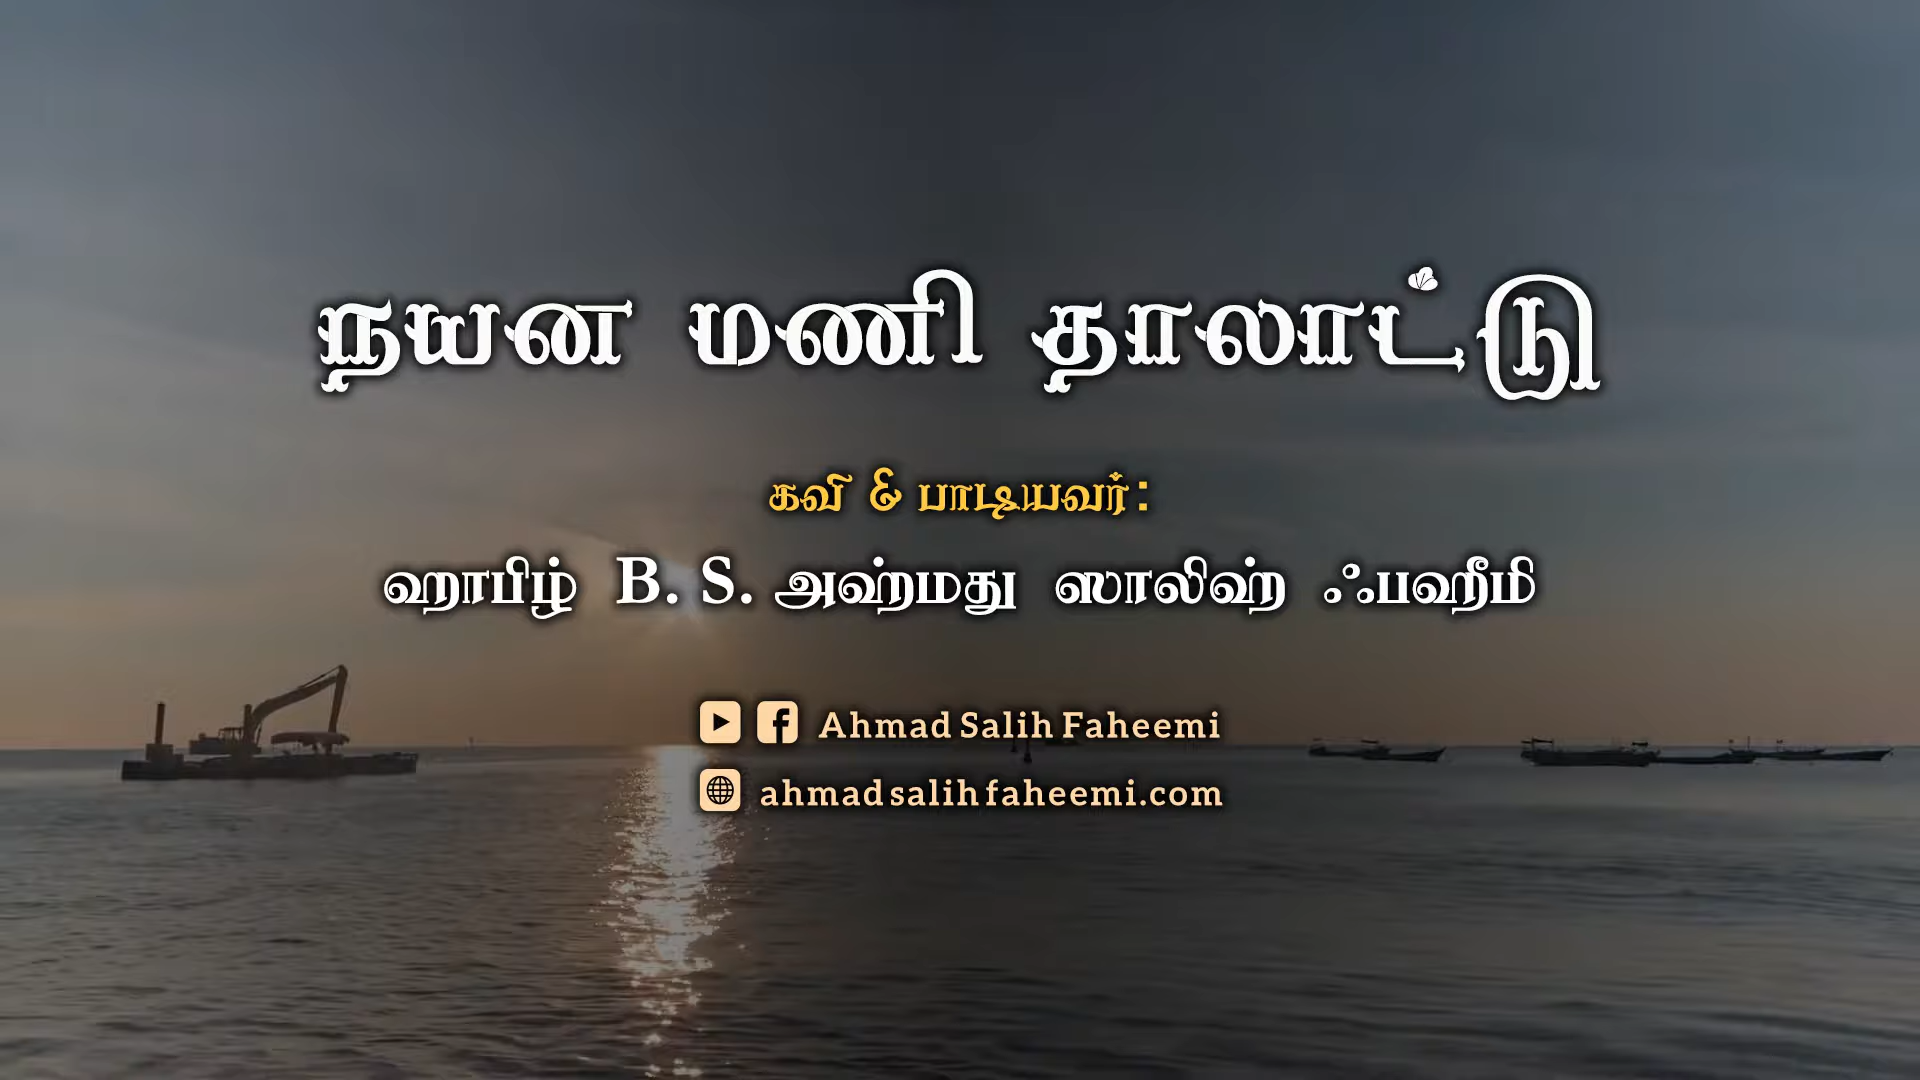 நயன மணி தாலாட்டு
கவி & பாடியவர்:
ஹாபிழ் B. S. அஹ்மது ஸாலிஹ் ஃபஹீமி
Ahmad Salih Faheemi
ahmadsalihfaheemi.com